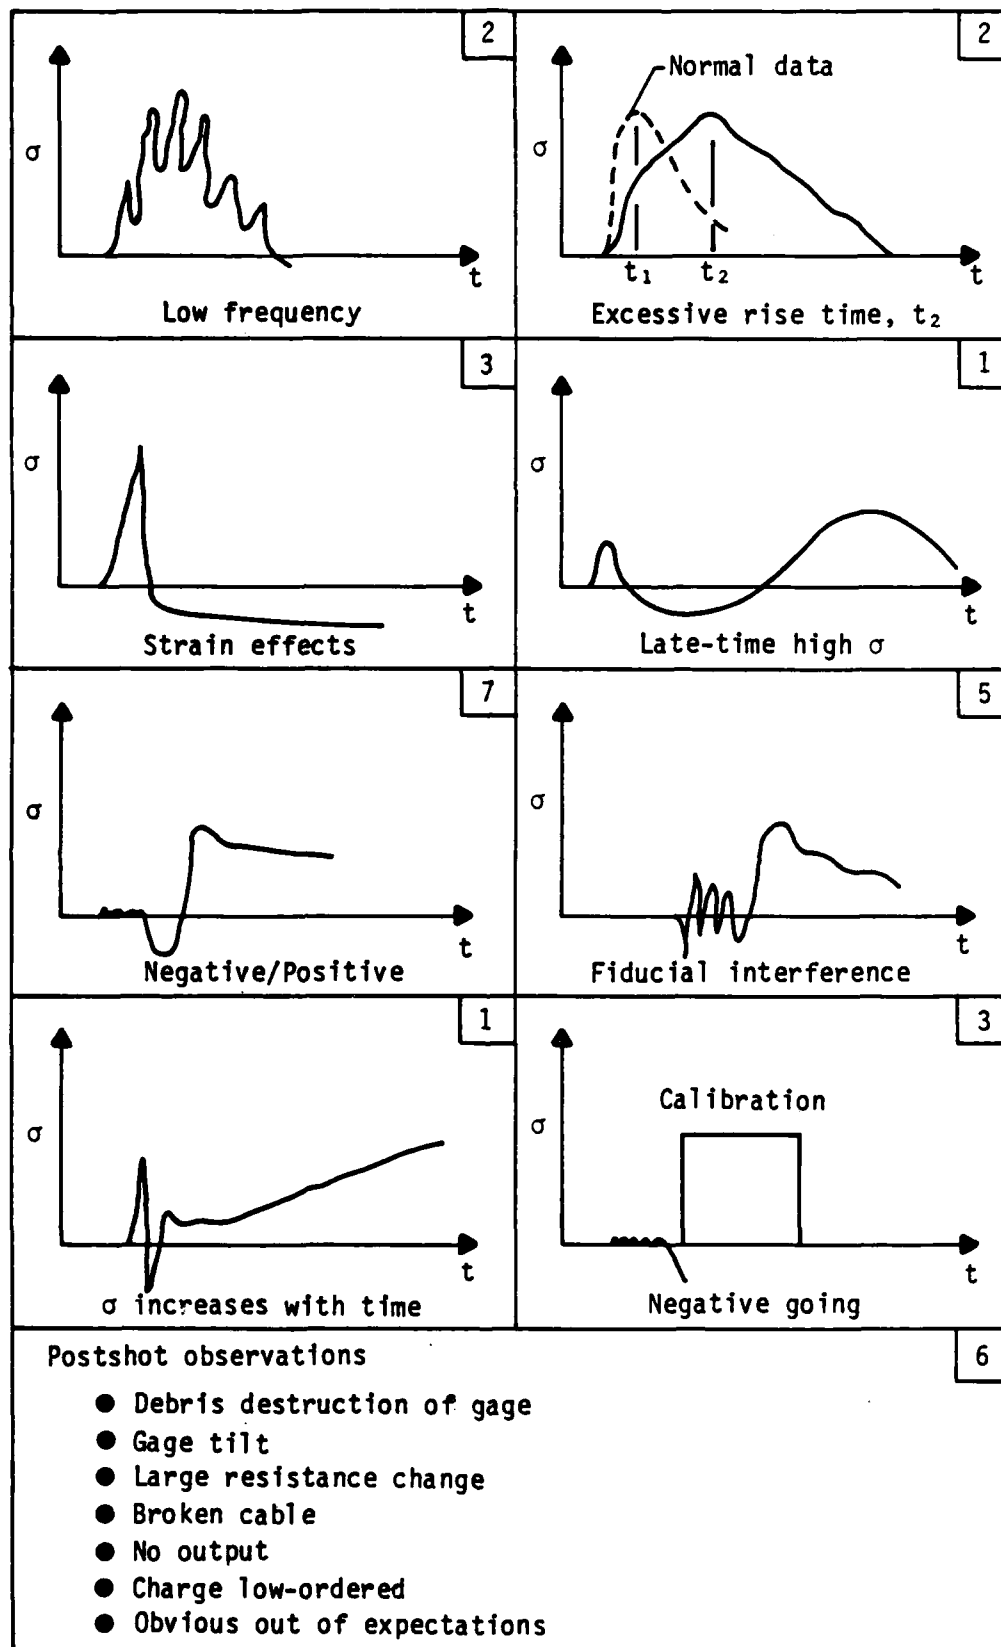 2
σ
t
Low frequency
2
Normal data
σ
t₁ t₂ t
Excessive rise time, t₂
3
σ
t
Strain effects
1
σ
t
Late-time high σ
7
σ
t
Negative/Positive
5
σ
t
Fiducial interference
1
σ
t
σ increases with time
3
Calibration
σ
t
Negative going
6
Postshot observations
● Debris destruction of gage
● Gage tilt
● Large resistance change
● Broken cable
● No output
● Charge low-ordered
● Obvious out of expectations